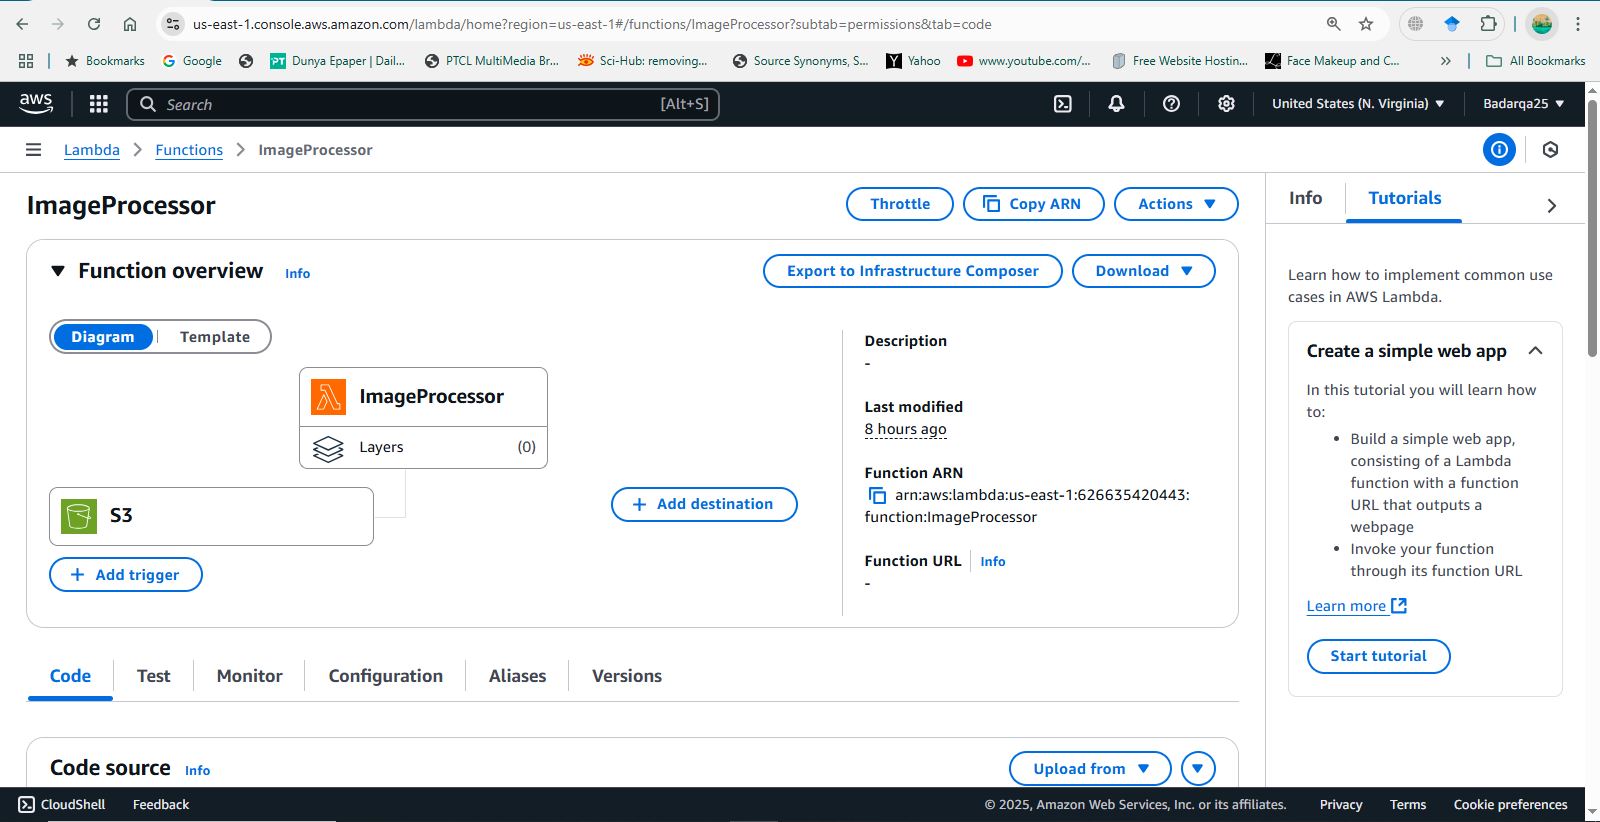 us-east-1.console.aws.amazon.com/lambda/home?region=us-east-1#/functions/ImageProcessor?subtab=permissions&tab=code
Bookmarks
Google
PT Dunya Epaper | Dail...
PTCL MultiMedia Br...
Sci-Hub: removing...
Source Synonyms, S...
Y Yahoo
www.youtube.com/...
Free Website Hostin...
Face Makeup and C...
All Bookmarks
aws
Search
[Alt+S]
United States (N. Virginia)
Badarqa25
Lambda
Functions
ImageProcessor
ImageProcessor
Throttle
Copy ARN
Actions
Info
Tutorials
Function overview
Info
Export to Infrastructure Composer
Download
Diagram
Template
ImageProcessor
Layers
(0)
S3
Add trigger
Add destination
Description
-
Last modified
8 hours ago
Function ARN
arn:aws:lambda:us-east-1:626635420443:
function:ImageProcessor
Function URL
Info
-
Learn how to implement common use
cases in AWS Lambda.
Create a simple web app
In this tutorial you will learn how
to:
• Build a simple web app,
consisting of a Lambda
function with a function
URL that outputs a
webpage
• Invoke your function
through its function URL
Learn more
Start tutorial
Code
Test
Monitor
Configuration
Aliases
Versions
Code source
Info
Upload from
CloudShell
Feedback
© 2025, Amazon Web Services, Inc. or its affiliates.
Privacy
Terms
Cookie preferences